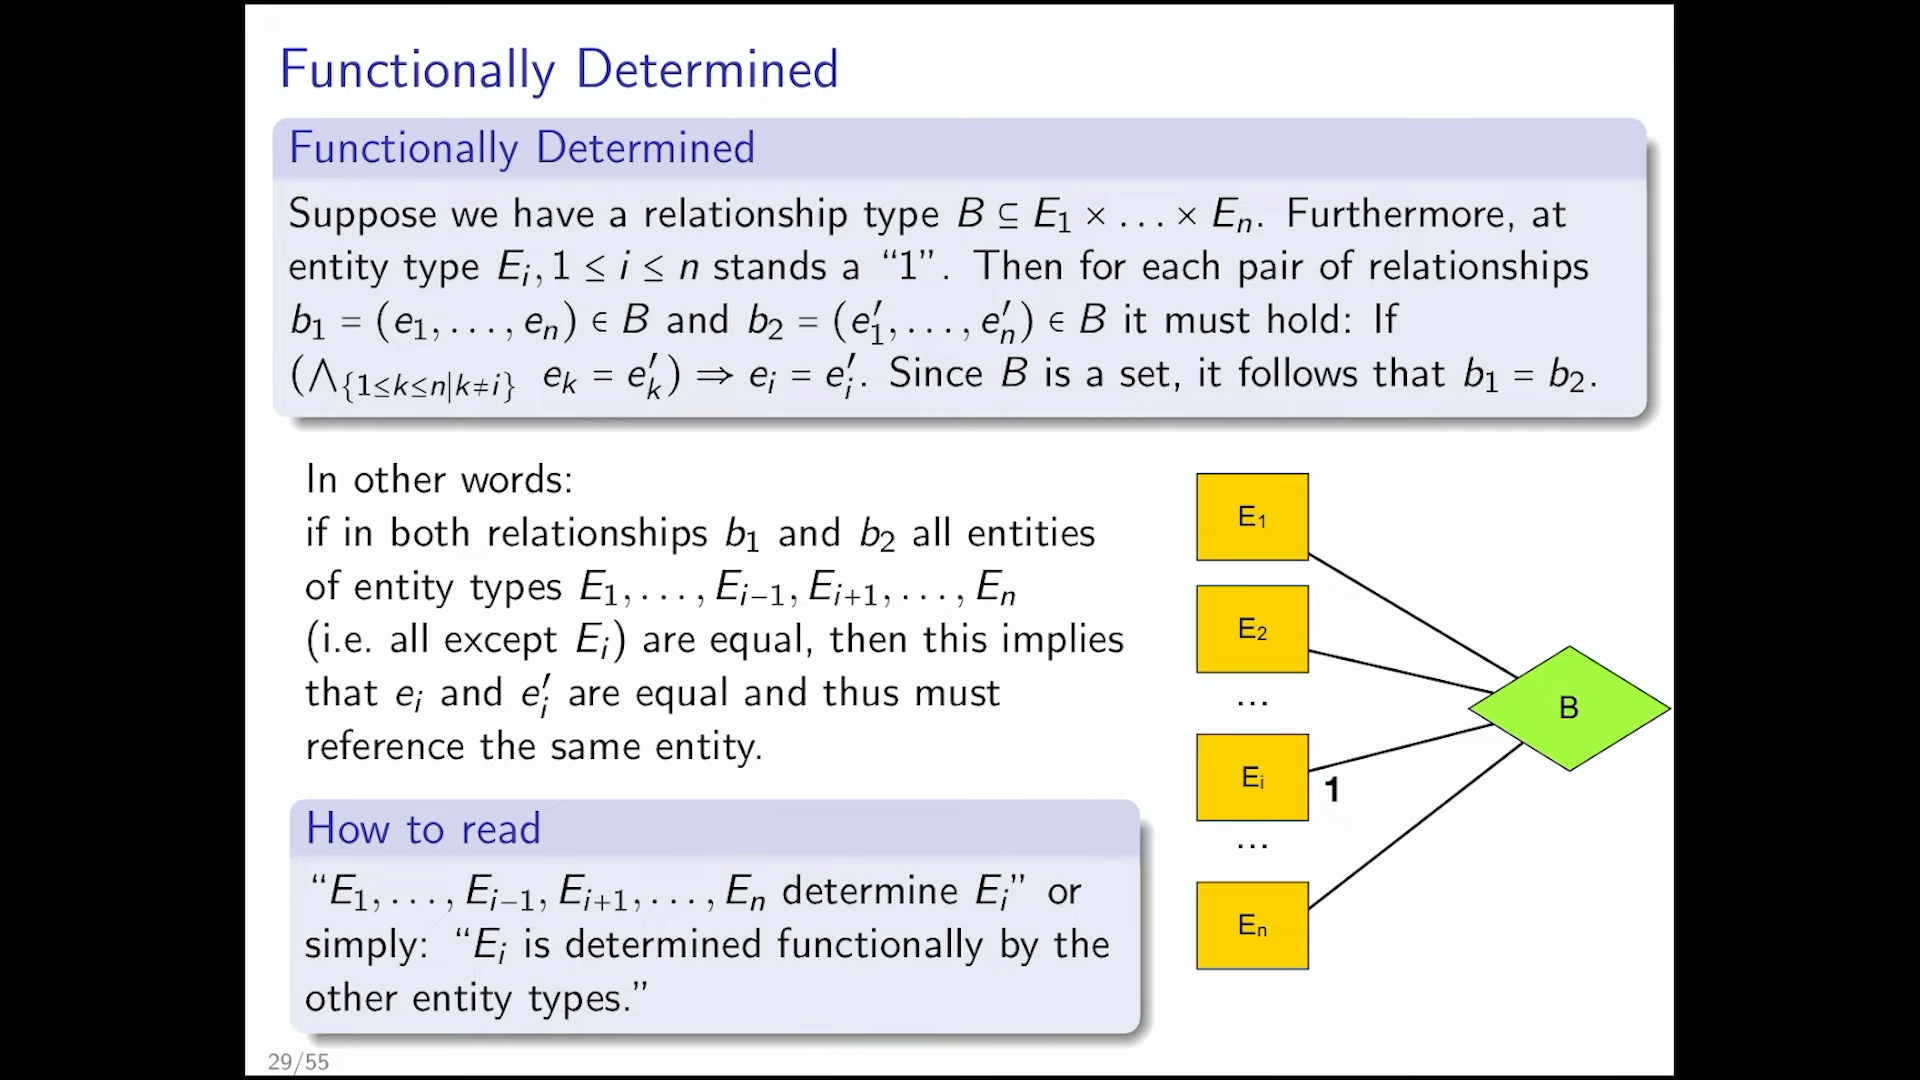 Functionally Determined
Functionally Determined
Suppose we have a relationship type B ⊆ E₁ × … × Eₙ. Furthermore, at
entity type Eᵢ, 1 ≤ i ≤ n stands a “1”. Then for each pair of relationships
b₁ = (e₁, …, eₙ) ∈ B and b₂ = (e′₁, …, e′ₙ) ∈ B it must hold: If
(⋀_{1≤k≤n|k≠i} eₖ = e′ₖ) ⇒ eᵢ = e′ᵢ. Since B is a set, it follows that b₁ = b₂.
In other words:
if in both relationships b₁ and b₂ all entities
of entity types E₁, …, Eᵢ₋₁, Eᵢ₊₁, …, Eₙ
(i.e. all except Eᵢ) are equal, then this implies
that eᵢ and e′ᵢ are equal and thus must
reference the same entity.
How to read
“E₁, …, Eᵢ₋₁, Eᵢ₊₁, …, Eₙ determine Eᵢ” or
simply: “Eᵢ is determined functionally by the
other entity types.”
E₁
E₂
...
Eᵢ
1
...
Eₙ
B
29/55